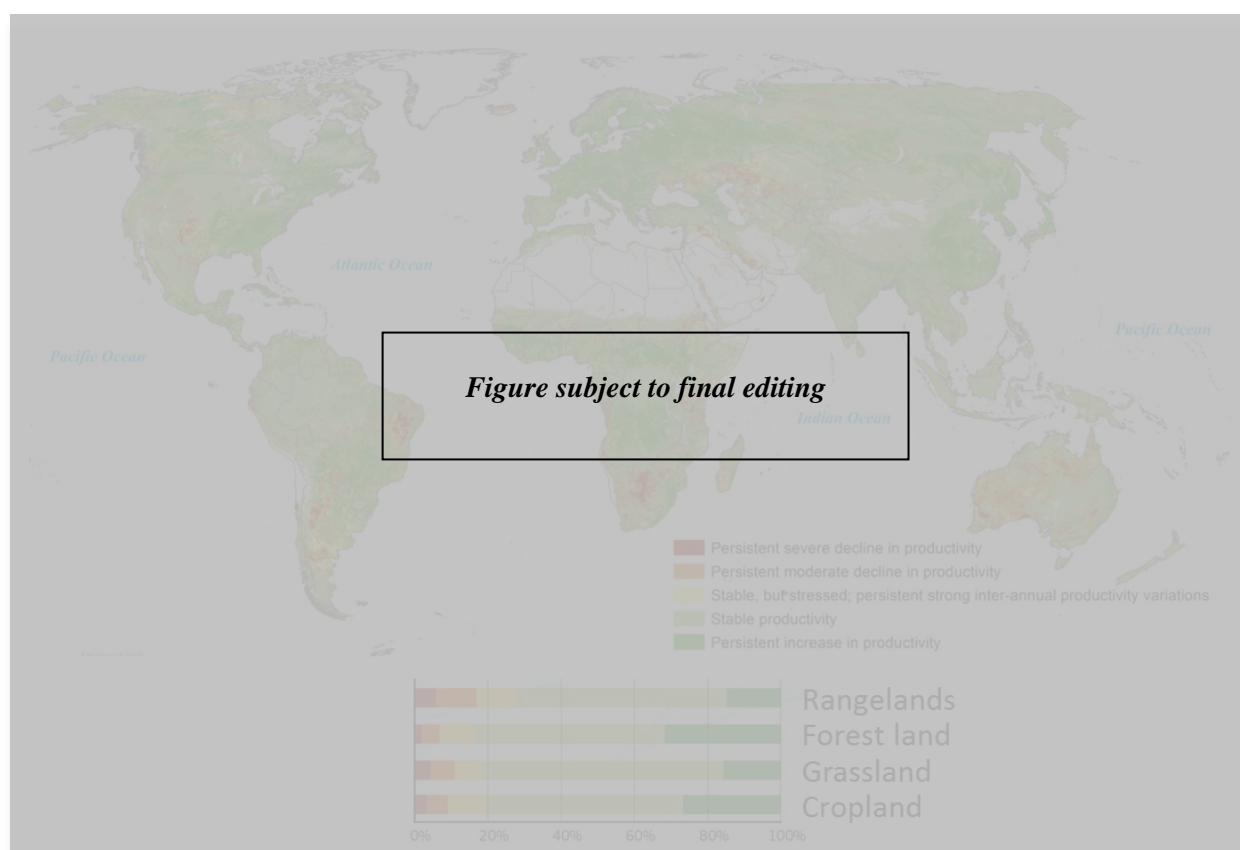 Atlantic Ocean
Pacific Ocean
Pacific Ocean
Figure subject to final editing
Indian Ocean
Persistent severe decline in productivity
Persistent moderate decline in productivity
Stable, but stressed; persistent strong inter-annual productivity variations
Stable productivity
Persistent increase in productivity
Rangelands
Forest land
Grassland
Cropland
0% 20% 40% 60% 80% 100%